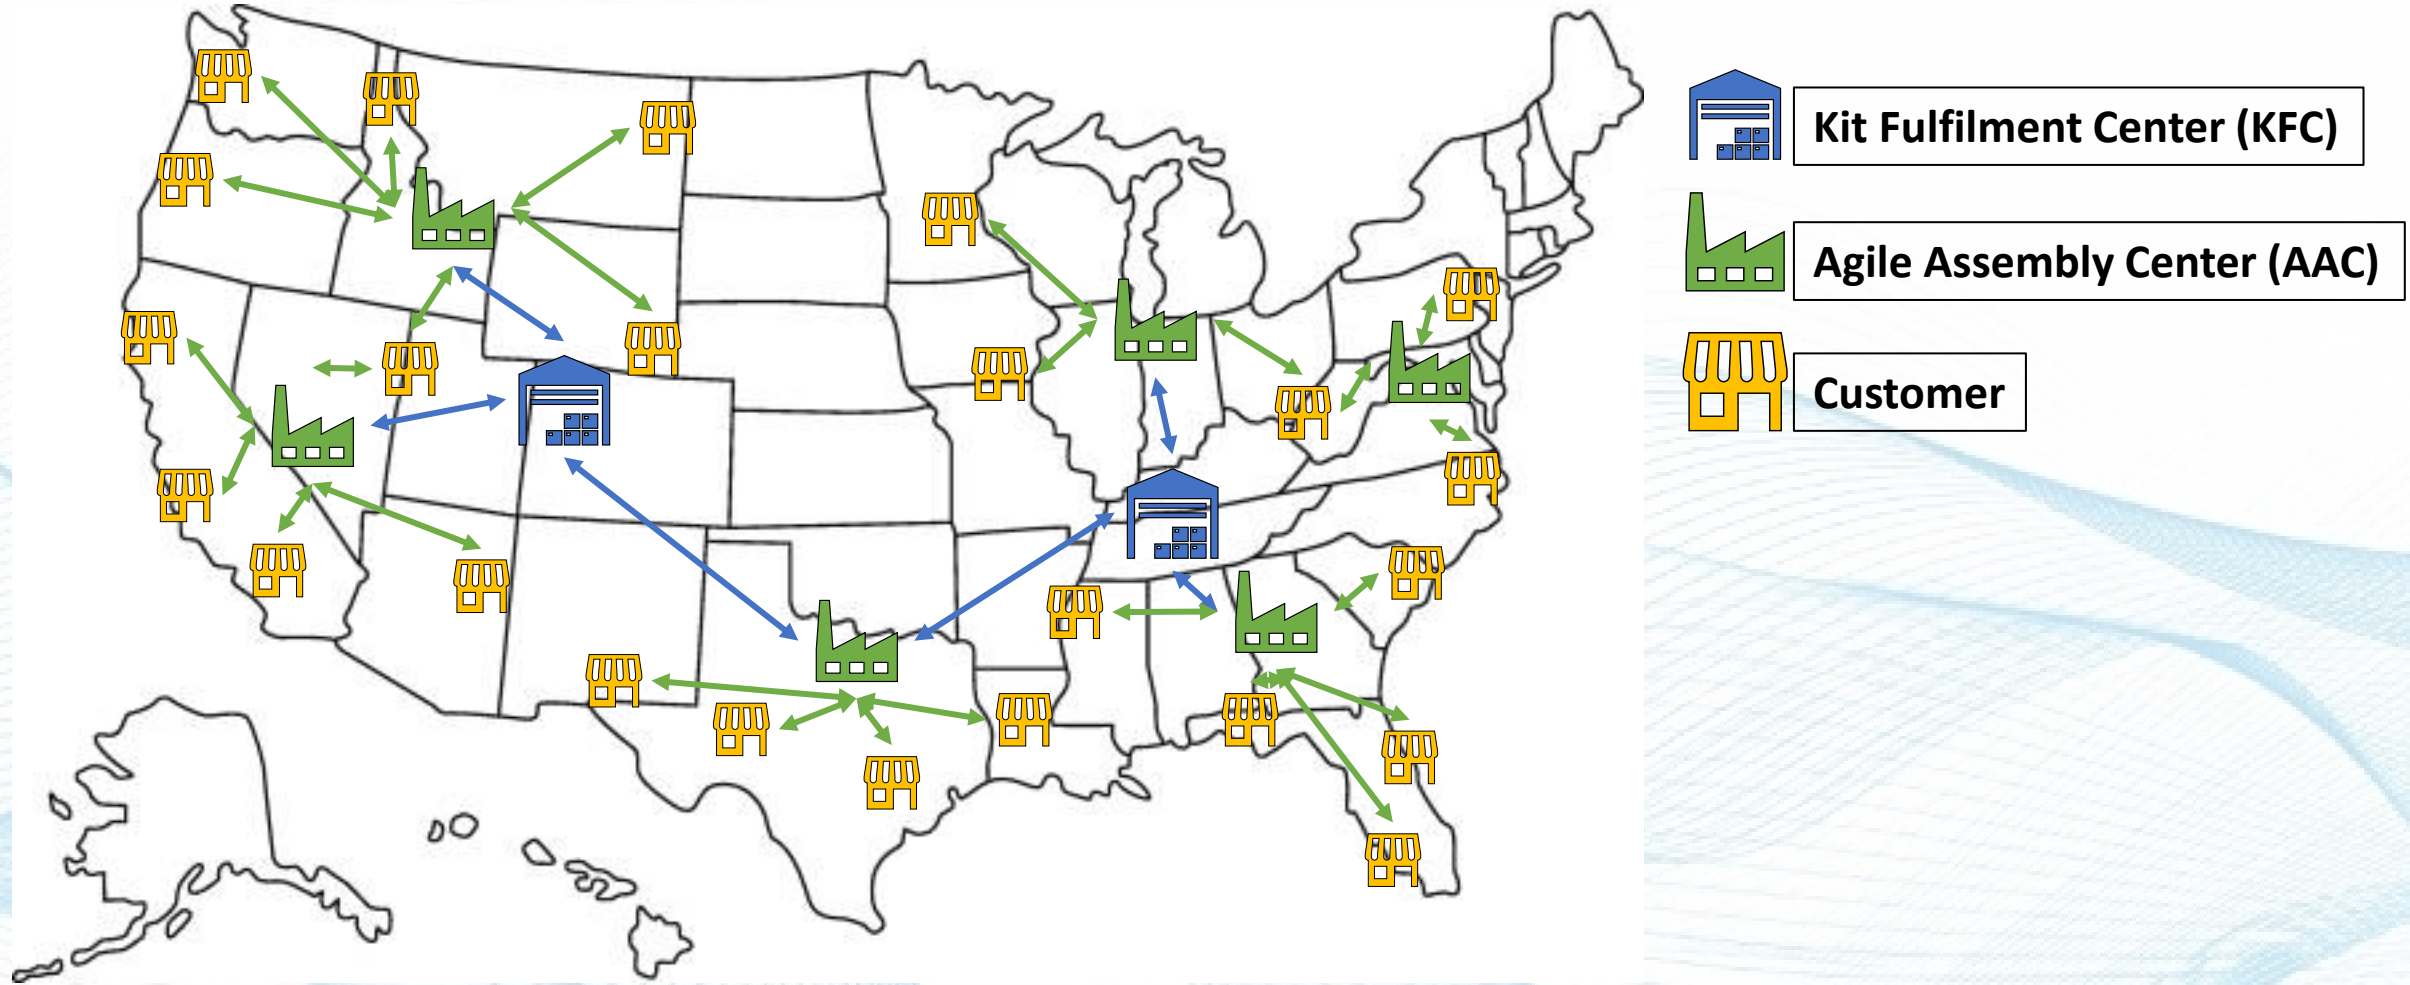 Kit Fulfilment Center (KFC)
Agile Assembly Center (AAC)
Customer